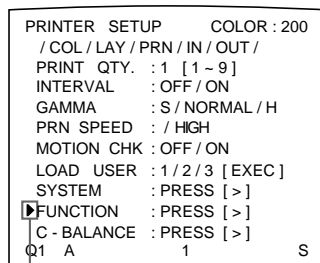 PRINTER SETUP COLOR : 200
/ COL / LAY / PRN / IN / OUT /
PRINT QTY. : 1 [ 1 ~ 9 ]
INTERVAL : OFF / ON
GAMMA : S / NORMAL / H
PRN SPEED : / HIGH
MOTION CHK : OFF / ON
LOAD USER : 1 / 2 / 3 [ EXEC ]
SYSTEM : PRESS [ > ]
FUNCTION : PRESS [ > ]
C - BALANCE : PRESS [ > ]
Q1 A 1 S